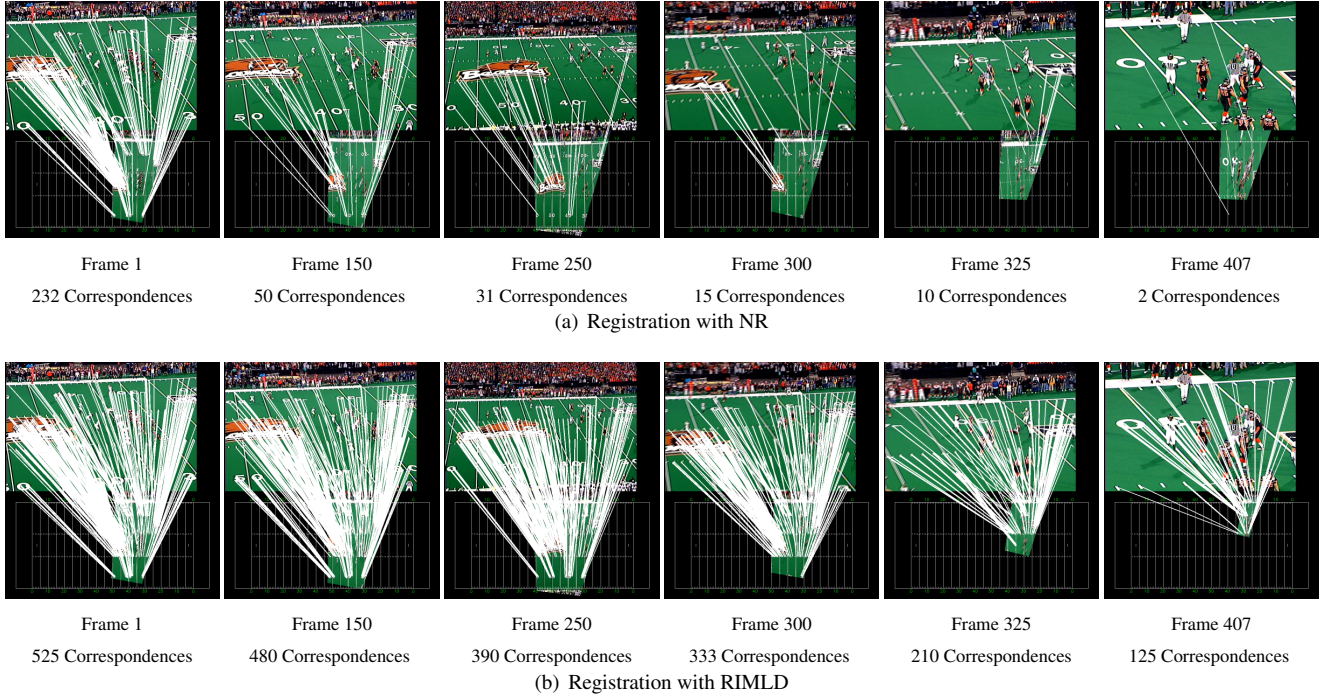 Frame 1
Frame 150
Frame 250
Frame 300
Frame 325
Frame 407
232 Correspondences
50 Correspondences
31 Correspondences
15 Correspondences
10 Correspondences
2 Correspondences
(a) Registration with NR
Frame 1
Frame 150
Frame 250
Frame 300
Frame 325
Frame 407
525 Correspondences
480 Correspondences
390 Correspondences
333 Correspondences
210 Correspondences
125 Correspondences
(b) Registration with RIMLD